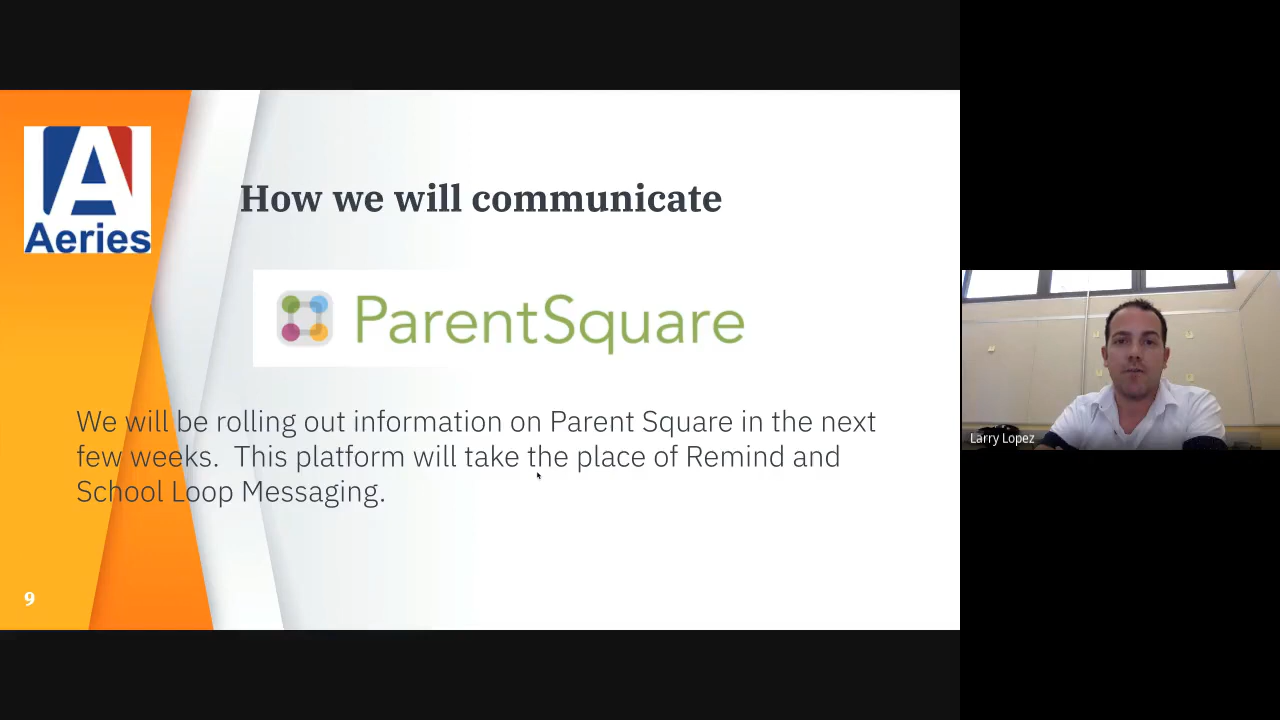 Aeries
How we will communicate
ParentSquare
We will be rolling out information on Parent Square in the next
few weeks.  This platform will take the place of Remind and
School Loop Messaging.
9
Larry Lopez